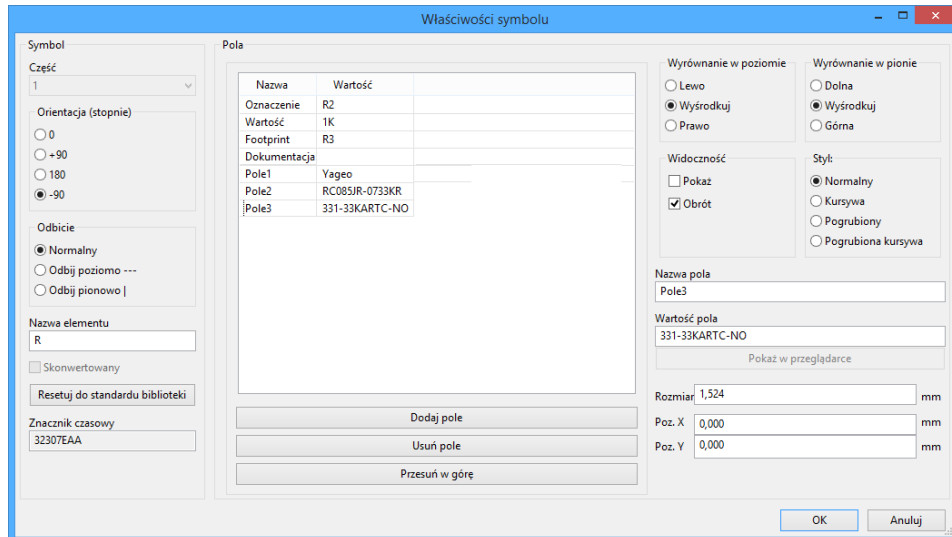 Właściwości symbolu
Symbol
Część
1
Orientacja (stopnie)
0
+90
180
-90
Odbicie
Normalny
Odbij poziomo ---
Odbij pionowo |
Nazwa elementu
R
Skonwertowany
Resetuj do standardu biblioteki
Znacznik czasowy
32307EAA
Pola
Nazwa Wartość
Oznaczenie R2
Wartość 1K
Footprint R3
Dokumentacja
Pole1 Yageo
Pole2 RC085JR-0733KR
Pole3 331-33KARTC-NO
Dodaj pole
Usuń pole
Przesuń w górę
Wyrównanie w poziomie
Lewo
Wyśrodkuj
Prawo
Wyrównanie w pionie
Dolna
Wyśrodkuj
Górna
Widoczność
Pokaż
Obrót
Styl:
Normalny
Kursywa
Pogrubiony
Pogrubiona kursywa
Nazwa pola
Pole3
Wartość pola
331-33KARTC-NO
Pokaż w przeglądarce
Rozmiar 1,524 mm
Poz. X 0,000 mm
Poz. Y 0,000 mm
OK Anuluj